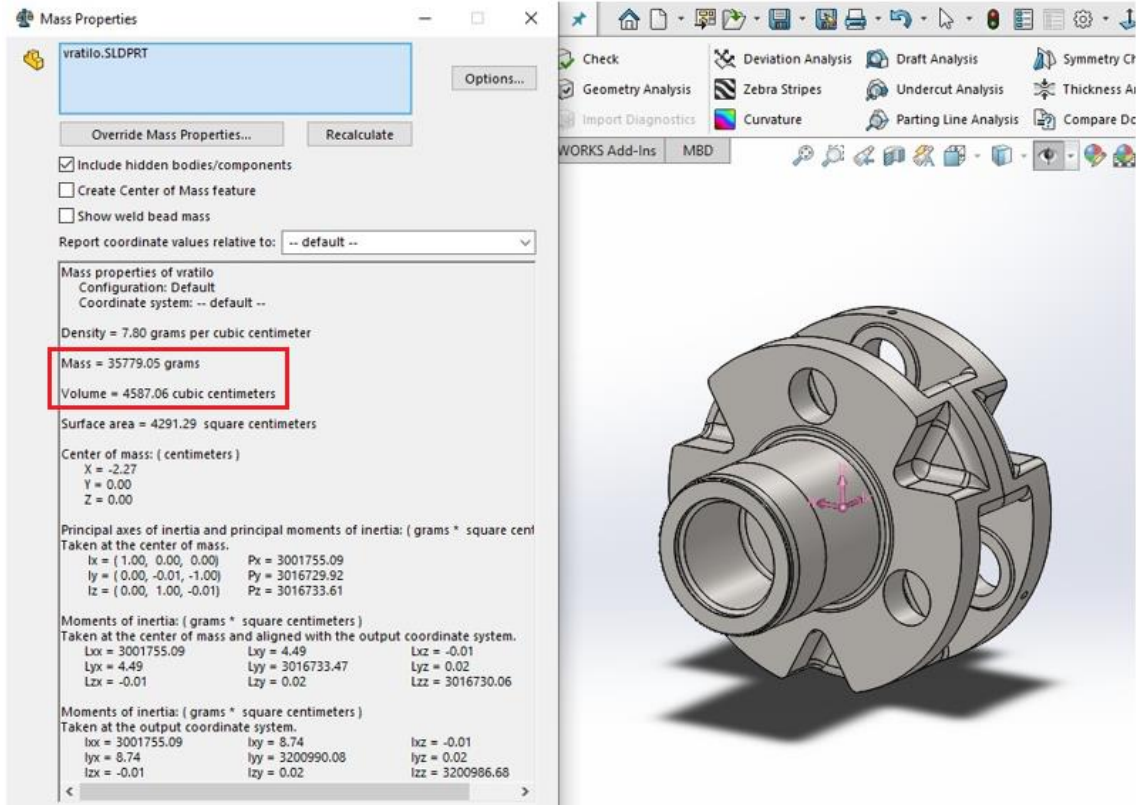 Mass Properties
vratilo.SLDPRT
Options...
Override Mass Properties...
Recalculate
Include hidden bodies/components
Create Center of Mass feature
Show weld bead mass
Report coordinate values relative to: -- default --
Mass properties of vratilo
Configuration: Default
Coordinate system: -- default --
Density = 7.80 grams per cubic centimeter
Mass = 35779.05 grams
Volume = 4587.06 cubic centimeters
Surface area = 4291.29 square centimeters
Center of mass: ( centimeters )
X = -2.27
Y = 0.00
Z = 0.00
Principal axes of inertia and principal moments of inertia: ( grams * square cent
Taken at the center of mass.
Ix = ( 1.00, 0.00, 0.00) Px = 3001755.09
Iy = ( 0.00, -0.01, -1.00) Py = 3016729.92
Iz = ( 0.00, 1.00, -0.01) Pz = 3016733.61
Moments of inertia: ( grams * square centimeters )
Taken at the center of mass and aligned with the output coordinate system.
Lxx = 3001755.09 Lxy = 4.49 Lxz = -0.01
Lyx = 4.49 Lyy = 3016733.47 Lyz = 0.02
Lzx = -0.01 Lzy = 0.02 Lzz = 3016730.06
Moments of inertia: ( grams * square centimeters )
Taken at the output coordinate system.
Ixx = 3001755.09 Ixy = 8.74 Ixz = -0.01
Iyx = 8.74 Iyy = 3200990.08 Iyz = 0.02
Izx = -0.01 Izy = 0.02 Izz = 3200986.68
Check Deviation Analysis Draft Analysis Symmetry Ch
Geometry Analysis Zebra Stripes Undercut Analysis Thickness A
Import Diagnostics Curvature Parting Line Analysis Compare Do
WORKS Add-Ins MBD